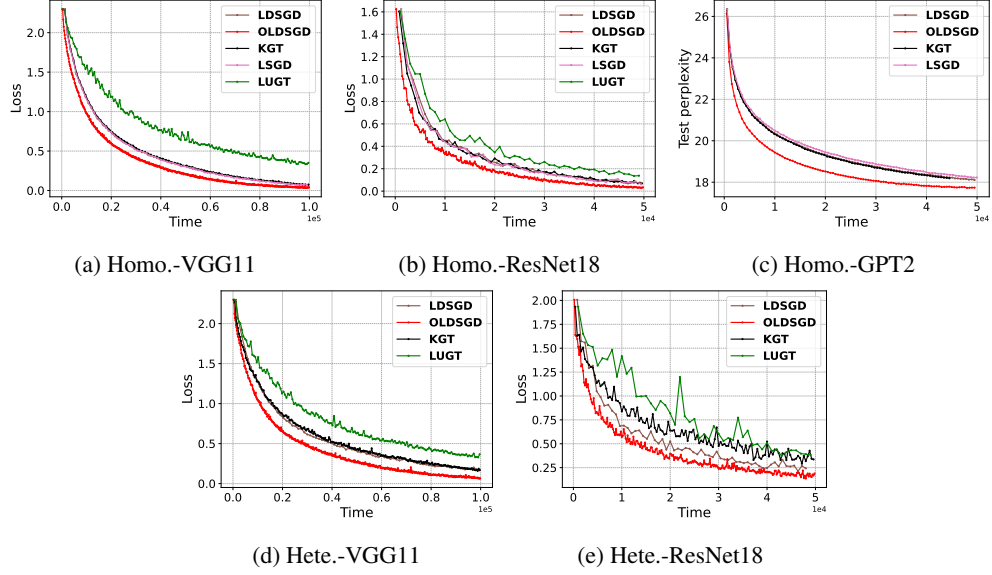 2.0
1.5
1.0
0.5
0.0
Loss
LDSGD
OLDSGD
KGT
LSGD
LUGT
0.0 0.2 0.4 0.6 0.8 1.0
Time
1e5
(a) Homo.-VGG11
1.6
1.4
1.2
1.0
0.8
0.6
0.4
0.2
0.0
Loss
LDSGD
OLDSGD
KGT
LSGD
LUGT
0 1 2 3 4 5
Time
1e4
(b) Homo.-ResNet18
26
24
22
20
18
Test perplexity
LDSGD
OLDSGD
KGT
LSGD
0 1 2 3 4 5
Time
1e4
(c) Homo.-GPT2
2.0
1.5
1.0
0.5
0.0
Loss
LDSGD
OLDSGD
KGT
LUGT
0.0 0.2 0.4 0.6 0.8 1.0
Time
1e5
(d) Hete.-VGG11
2.00
1.75
1.50
1.25
1.00
0.75
0.50
0.25
Loss
LDSGD
OLDSGD
KGT
LUGT
0 1 2 3 4 5
Time
1e4
(e) Hete.-ResNet18